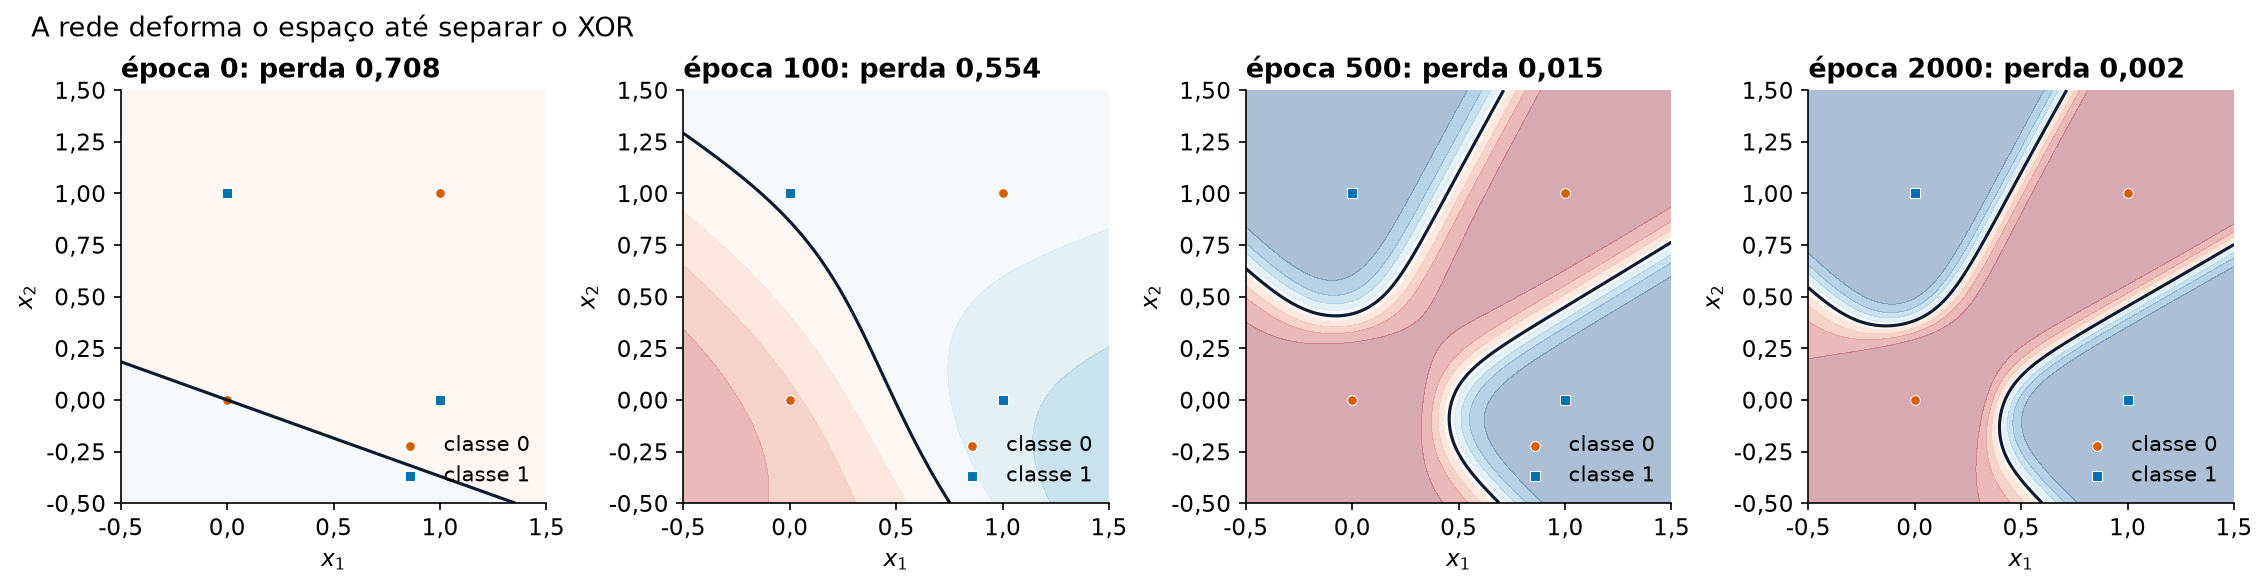 A rede deforma o espaço até separar o XOR
época 0: perda 0,708
1,50
1,25
1,00
0,75
0,50
0,25
0,00
-0,25
-0,50
x₂
-0,5
0,0
0,5
1,0
1,5
x₁
classe 0
classe 1
época 100: perda 0,554
1,50
1,25
1,00
0,75
0,50
0,25
0,00
-0,25
-0,50
x₂
-0,5
0,0
0,5
1,0
1,5
x₁
classe 0
classe 1
época 500: perda 0,015
1,50
1,25
1,00
0,75
0,50
0,25
0,00
-0,25
-0,50
x₂
-0,5
0,0
0,5
1,0
1,5
x₁
classe 0
classe 1
época 2000: perda 0,002
1,50
1,25
1,00
0,75
0,50
0,25
0,00
-0,25
-0,50
x₂
-0,5
0,0
0,5
1,0
1,5
x₁
classe 0
classe 1